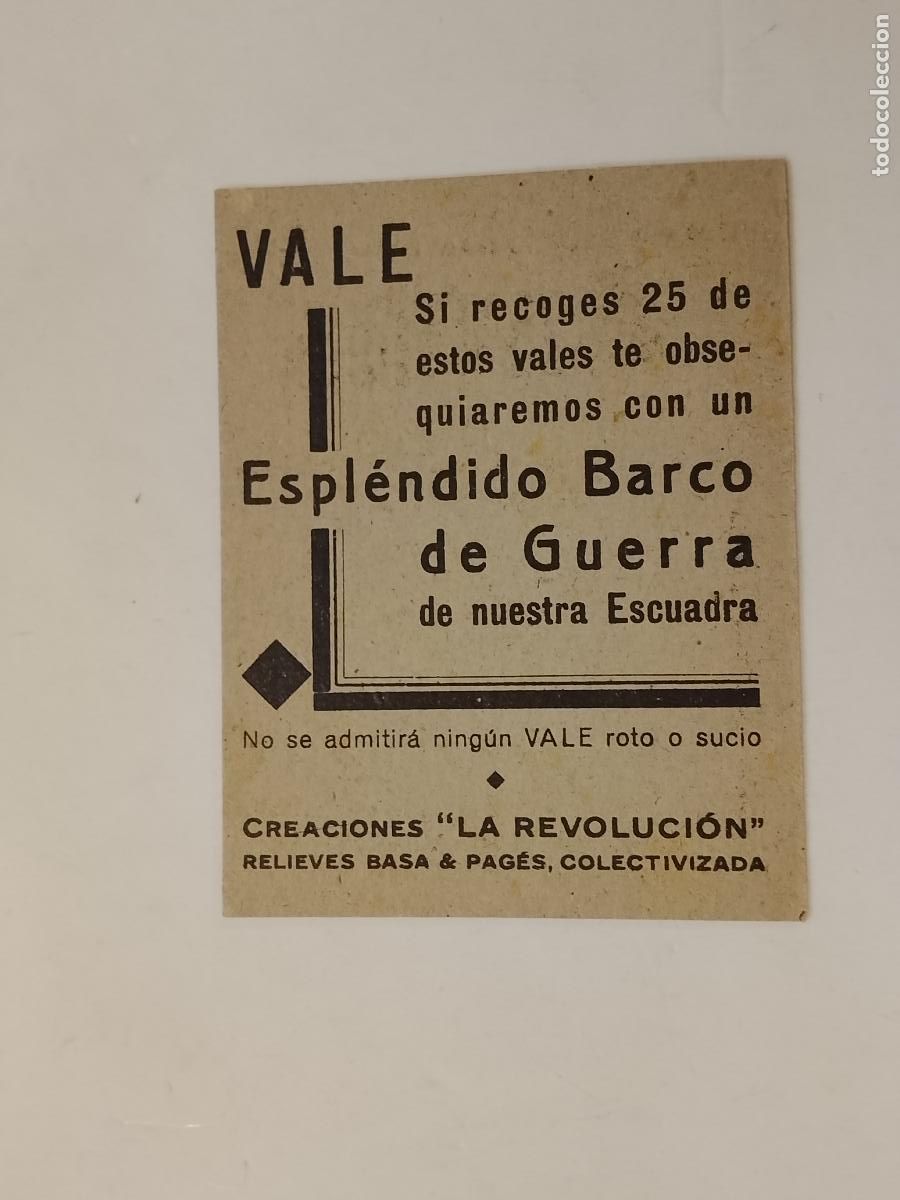 VALE
Si recoges 25 de
estos vales te obse-
quiaremos con un
Espléndido Barco
de Guerra
de nuestra Escuadra
No se admitirá ningún VALE roto o sucio
CREACIONES "LA REVOLUCIÓN"
RELIEVES BASA & PAGÉS, COLECTIVIZADA
todocoleccion